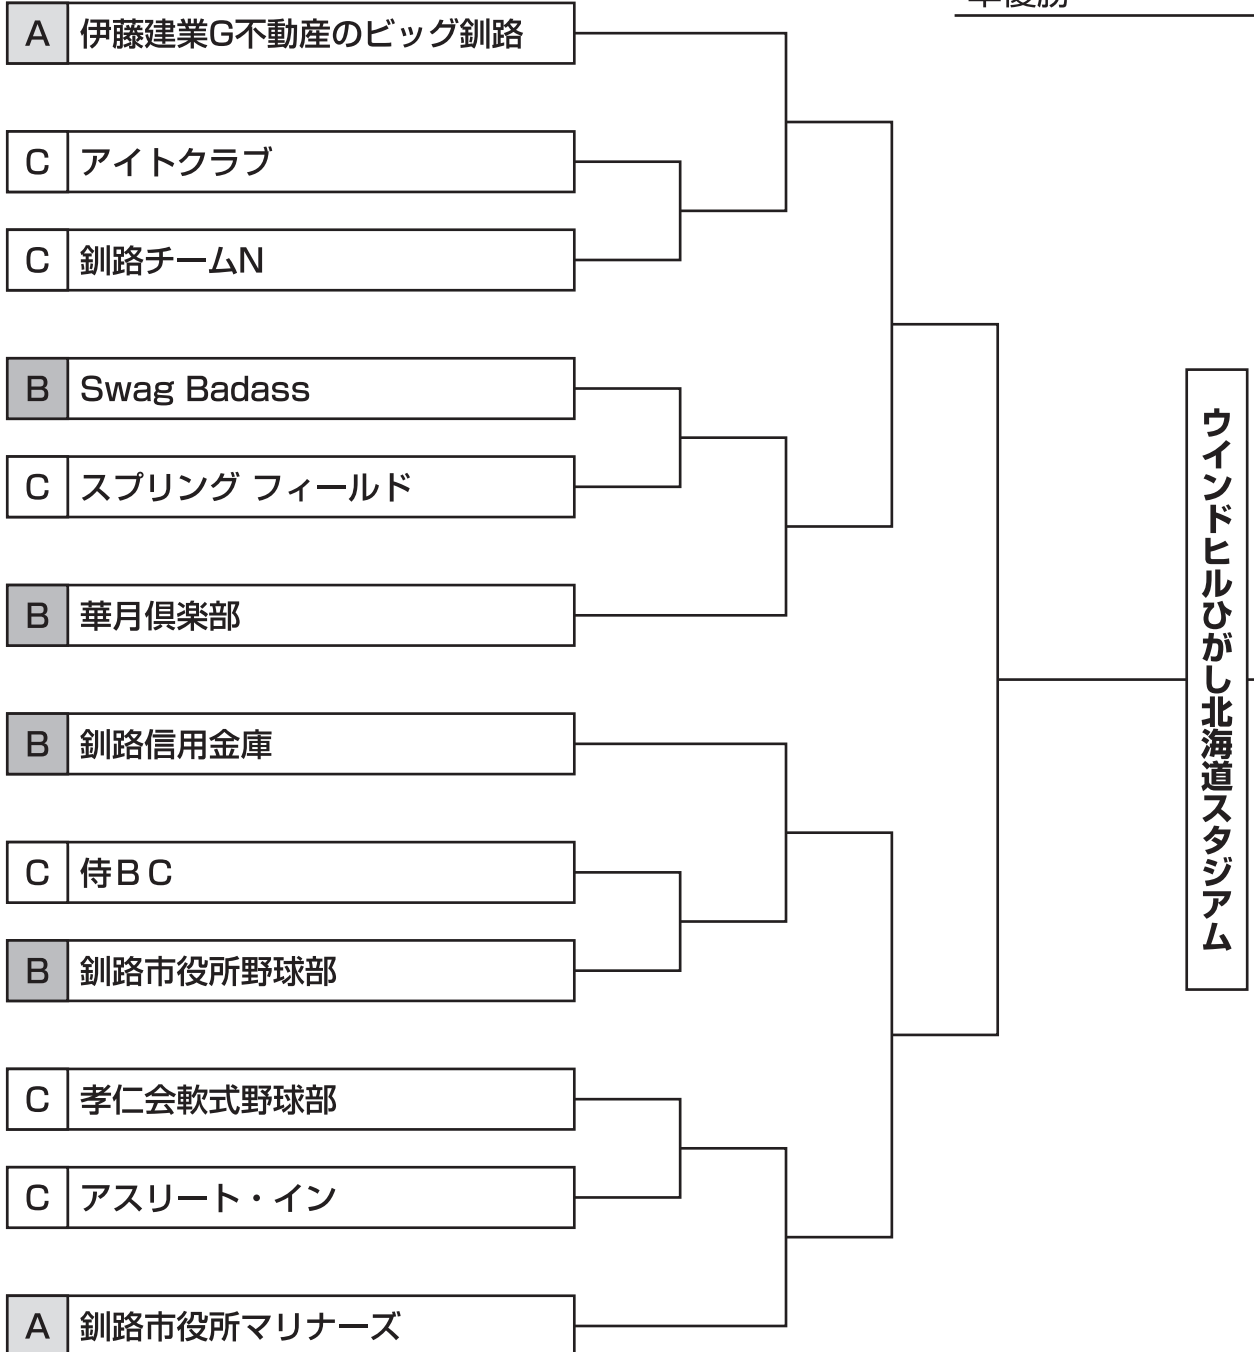 準優勝
A 伊藤建業G不動産のビッグ釧路
C アイトクラブ
C 釧路チームN
B Swag Badass
C スプリング フィールド
B 華月倶楽部
B 釧路信用金庫
C 侍BC
B 釧路市役所野球部
C 孝仁会軟式野球部
C アスリート・イン
A 釧路市役所マリナーズ
ウインドヒルひがし北海道スタジアム